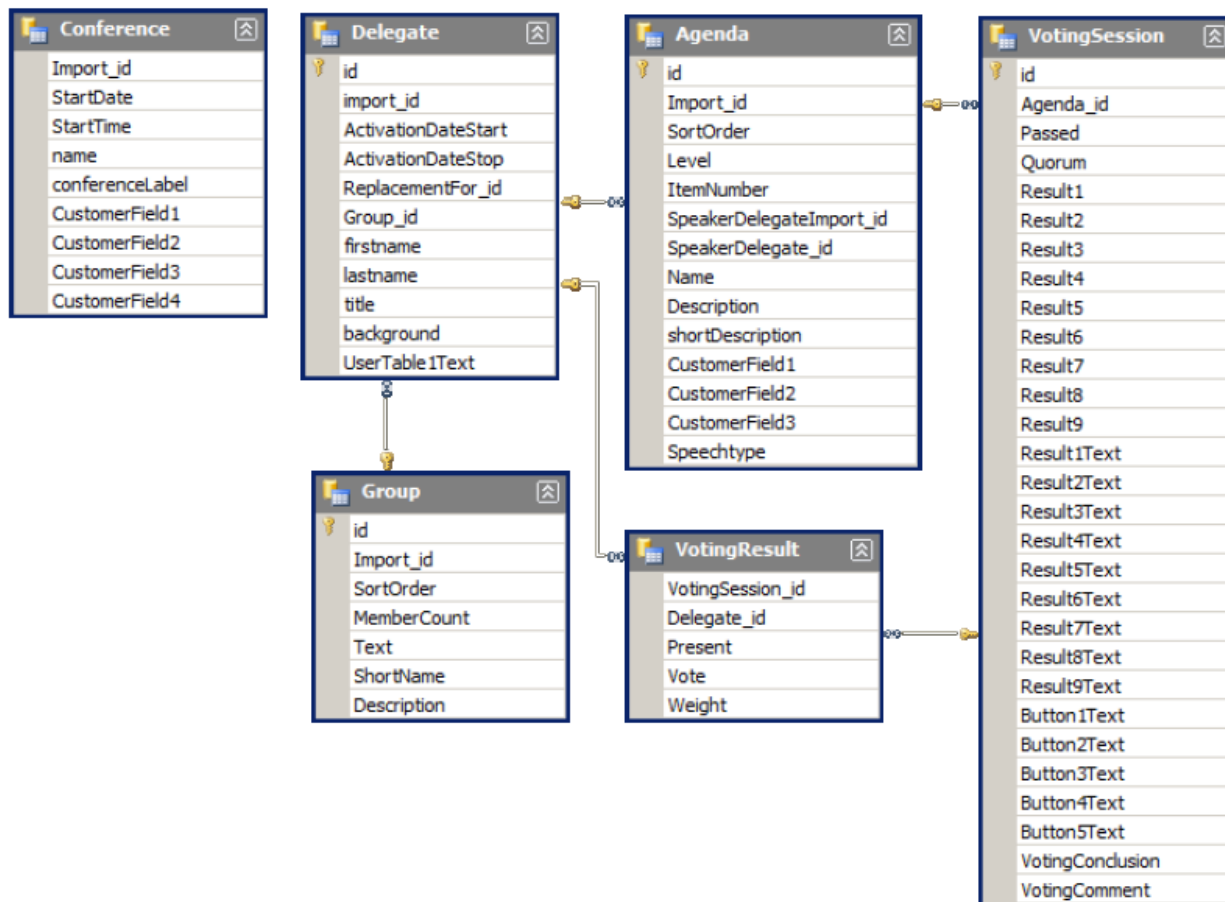 Conference
Import_id
StartDate
StartTime
name
conferenceLabel
CustomerField1
CustomerField2
CustomerField3
CustomerField4
Delegate
id
import_id
ActivationDateStart
ActivationDateStop
ReplacementFor_id
Group_id
firstname
lastname
title
background
UserTable1Text
Group
id
Import_id
SortOrder
MemberCount
Text
ShortName
Description
Agenda
id
Import_id
SortOrder
Level
ItemNumber
SpeakerDelegateImport_id
SpeakerDelegate_id
Name
Description
shortDescription
CustomerField1
CustomerField2
CustomerField3
Speechtype
VotingResult
VotingSession_id
Delegate_id
Present
Vote
Weight
VotingSession
id
Agenda_id
Passed
Quorum
Result1
Result2
Result3
Result4
Result5
Result6
Result7
Result8
Result9
Result1Text
Result2Text
Result3Text
Result4Text
Result5Text
Result6Text
Result7Text
Result8Text
Result9Text
Button1Text
Button2Text
Button3Text
Button4Text
Button5Text
VotingConclusion
VotingComment